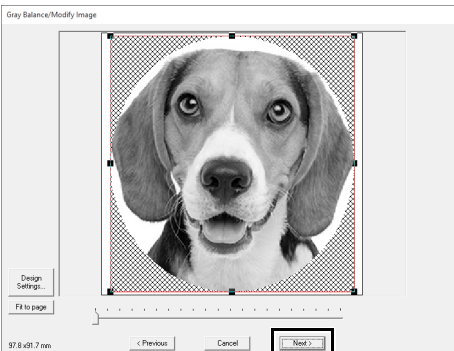 Gray Balance/Modify Image
Design
Settings...
Fit to page
97.8 x91.7 mm
< Previous
Cancel
Next >